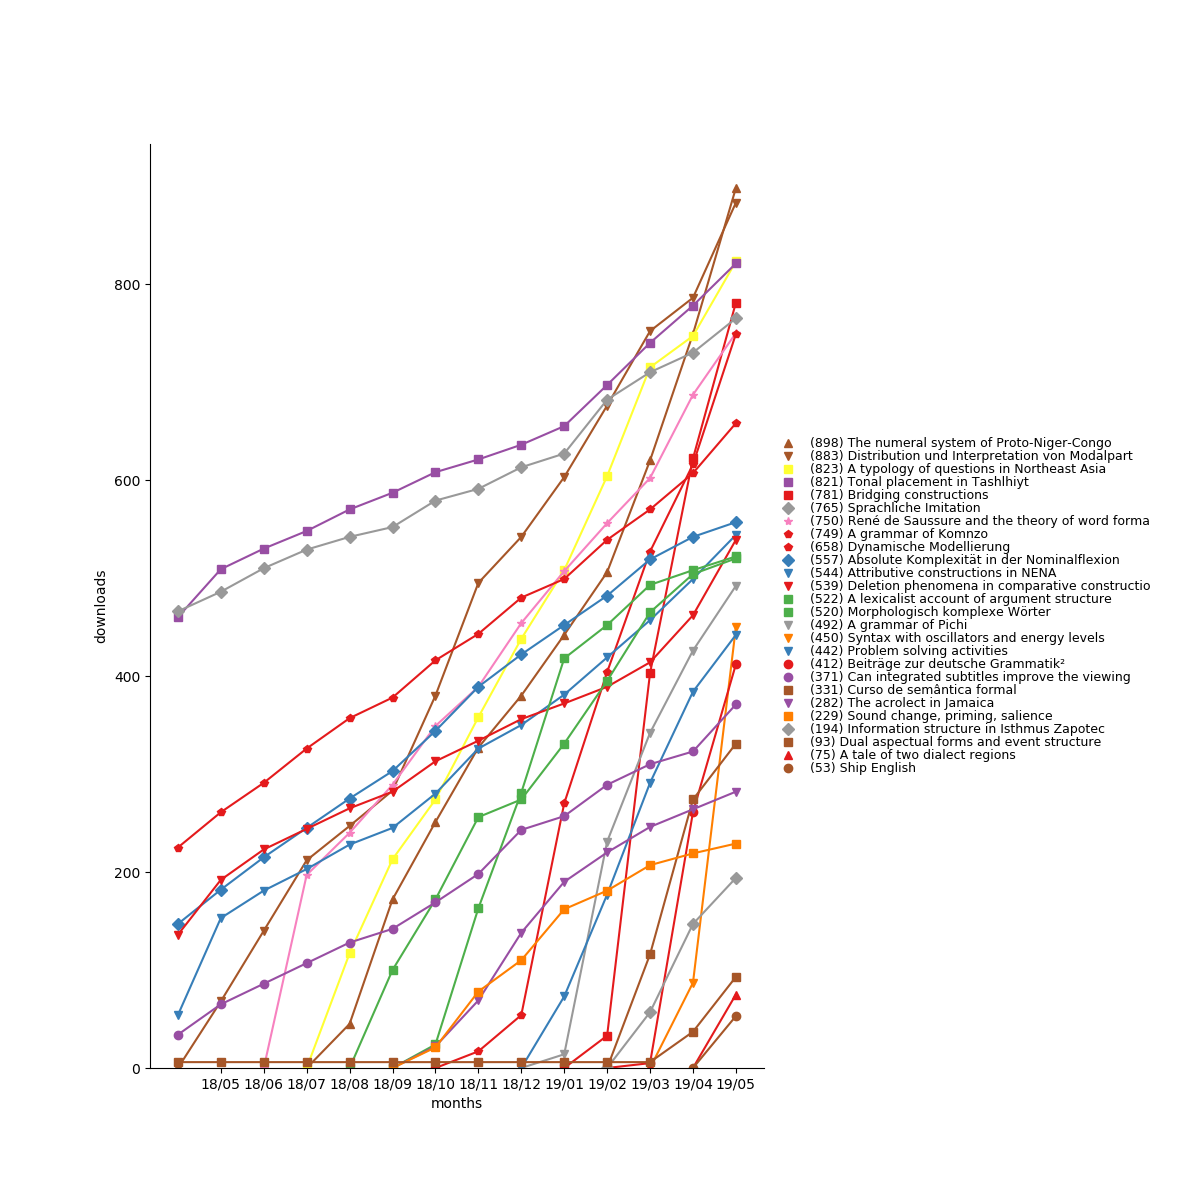 800
600
400
200
0
downloads
18/05 18/06 18/07 18/08 18/09 18/10 18/11 18/12 19/01 19/02 19/03 19/04 19/05
months
(898) The numeral system of Proto-Niger-Congo
(883) Distribution und Interpretation von Modalpart
(823) A typology of questions in Northeast Asia
(821) Tonal placement in Tashlhiyt
(781) Bridging constructions
(765) Sprachliche Imitation
(750) René de Saussure and the theory of word forma
(749) A grammar of Komnzo
(658) Dynamische Modellierung
(557) Absolute Komplexität in der Nominalflexion
(544) Attributive constructions in NENA
(539) Deletion phenomena in comparative constructio
(522) A lexicalist account of argument structure
(520) Morphologisch komplexe Wörter
(492) A grammar of Pichi
(450) Syntax with oscillators and energy levels
(442) Problem solving activities
(412) Beiträge zur deutsche Grammatik²
(371) Can integrated subtitles improve the viewing
(331) Curso de semântica formal
(282) The acrolect in Jamaica
(229) Sound change, priming, salience
(194) Information structure in Isthmus Zapotec
(93) Dual aspectual forms and event structure
(75) A tale of two dialect regions
(53) Ship English